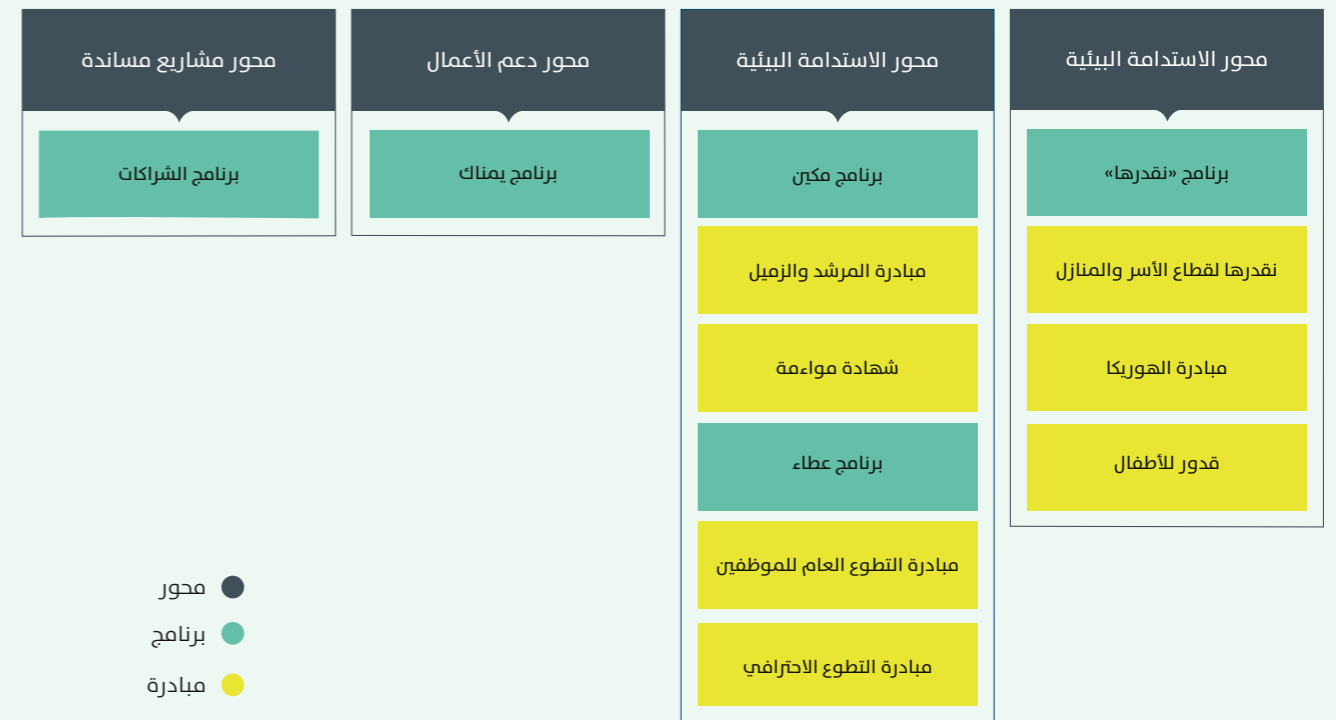 محور الاستدامة البيئية
برنامج «نقدرها»
نقدرها لقطاع الأسر والمنازل
مبادرة الهوريكا
قدور للأطفال
محور الاستدامة البيئية
برنامج مكين
مبادرة المرشد والزميل
شهادة مواءمة
برنامج عطاء
مبادرة التطوع العام للموظفين
مبادرة التطوع الاحترافي
محور دعم الأعمال
برنامج يمناك
محور مشاريع مساندة
برنامج الشراكات
محور
برنامج
مبادرة